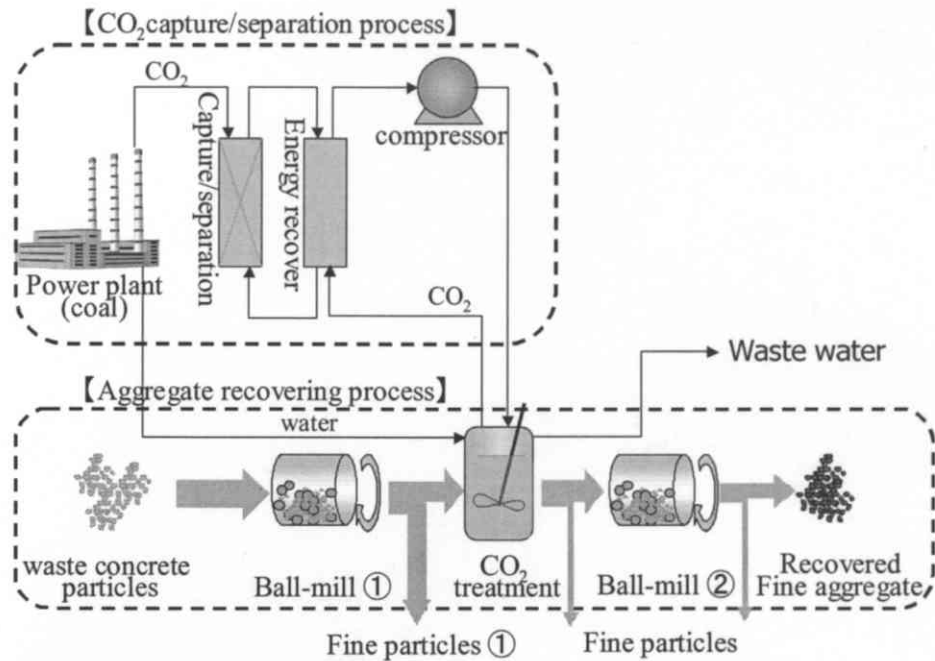 【CO₂capture/separation process】
CO₂
Capture/separation
Energy recover
compressor
Power plant
(coal)
CO₂
Waste water
【Aggregate recovering process】
water
waste concrete
particles
Ball-mill ①
CO₂
treatment
Ball-mill ②
Recovered
Fine aggregate
Fine particles ①
Fine particles